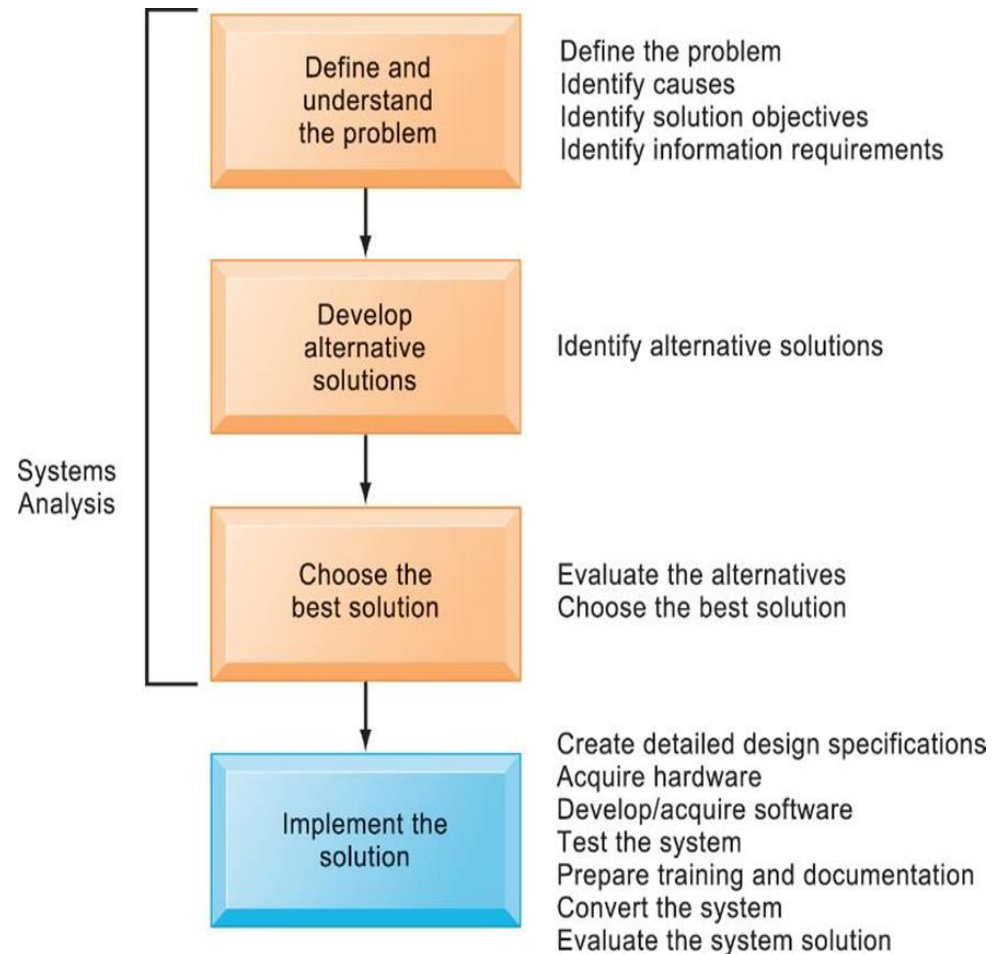 Define and
understand
the problem
Define the problem
Identify causes
Identify solution objectives
Identify information requirements
Develop
alternative
solutions
Identify alternative solutions
Systems
Analysis
Choose the
best solution
Evaluate the alternatives
Choose the best solution
Implement the
solution
Create detailed design specifications
Acquire hardware
Develop/acquire software
Test the system
Prepare training and documentation
Convert the system
Evaluate the system solution